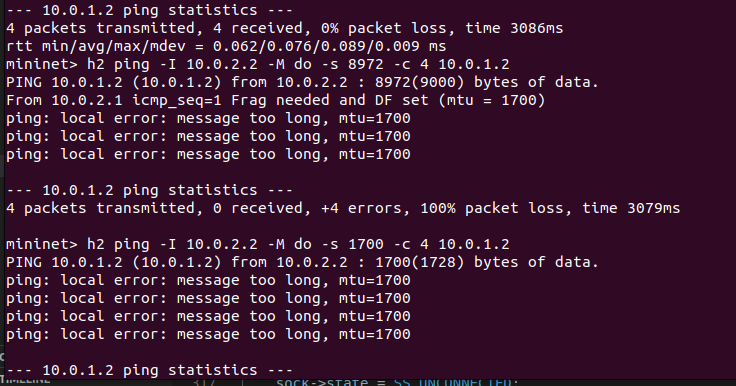 --- 10.0.1.2 ping statistics ---
4 packets transmitted, 4 received, 0% packet loss, time 3086ms
rtt min/avg/max/mdev = 0.062/0.076/0.089/0.009 ms
mininet> h2 ping -I 10.0.2.2 -M do -s 8972 -c 4 10.0.1.2
PING 10.0.1.2 (10.0.1.2) from 10.0.2.2 : 8972(9000) bytes of data.
From 10.0.2.1 icmp_seq=1 Frag needed and DF set (mtu = 1700)
ping: local error: message too long, mtu=1700
ping: local error: message too long, mtu=1700
ping: local error: message too long, mtu=1700
--- 10.0.1.2 ping statistics ---
4 packets transmitted, 0 received, +4 errors, 100% packet loss, time 3079ms
mininet> h2 ping -I 10.0.2.2 -M do -s 1700 -c 4 10.0.1.2
PING 10.0.1.2 (10.0.1.2) from 10.0.2.2 : 1700(1728) bytes of data.
ping: local error: message too long, mtu=1700
ping: local error: message too long, mtu=1700
ping: local error: message too long, mtu=1700
ping: local error: message too long, mtu=1700
--- 10.0.1.2 ping statistics ---
TIMELINE
317 sock->state = SS_UNCONNECTED;